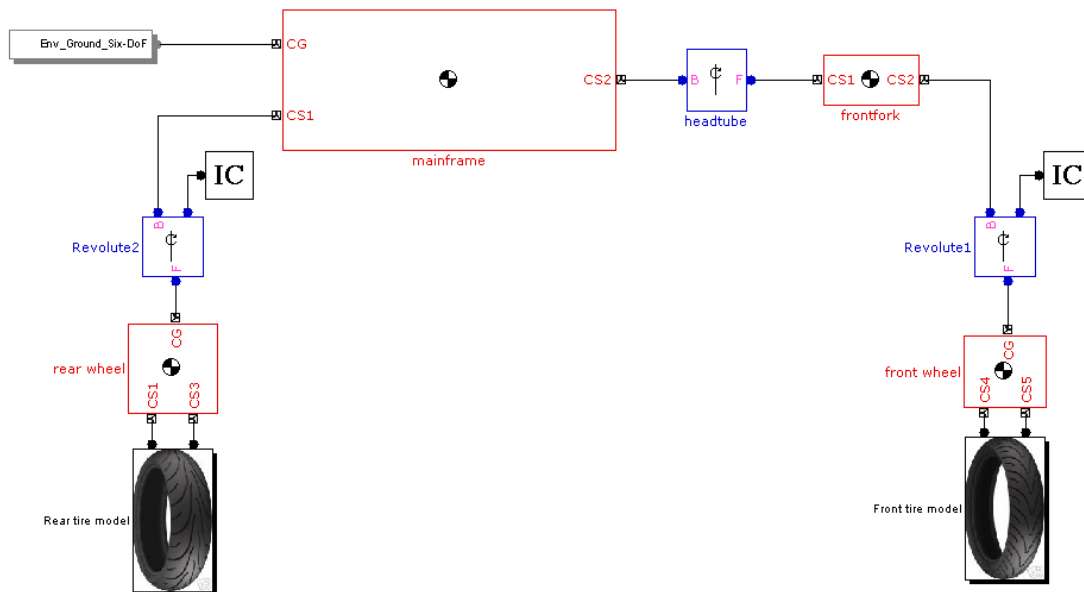 Env_Ground_Six-DoF
CG
CS2
CS1
mainframe
B
F
headtube
CS1
CS2
frontfork
IC
IC
B
F
Revolute2
B
F
Revolute1
CG
CS1
CS3
rear wheel
CG
CS4
CS5
front wheel
Rear tire model
Front tire model